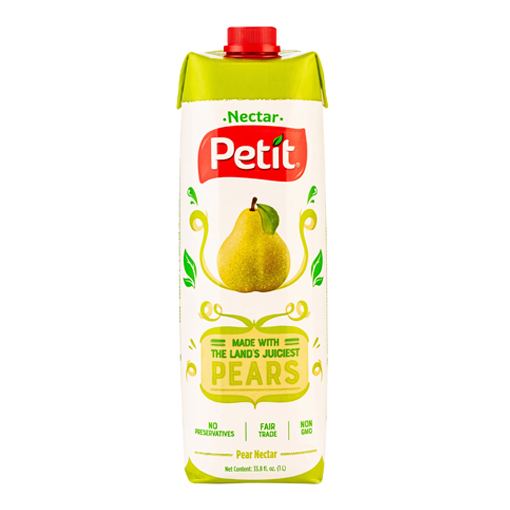 ·Nectar·
Petit®
MADE WITH
THE LAND'S JUICIEST
PEARS
NO PRESERVATIVES
FAIR TRADE
NON GMO
Pear Nectar
Net Content: 33.8 fl. oz. (1 L)